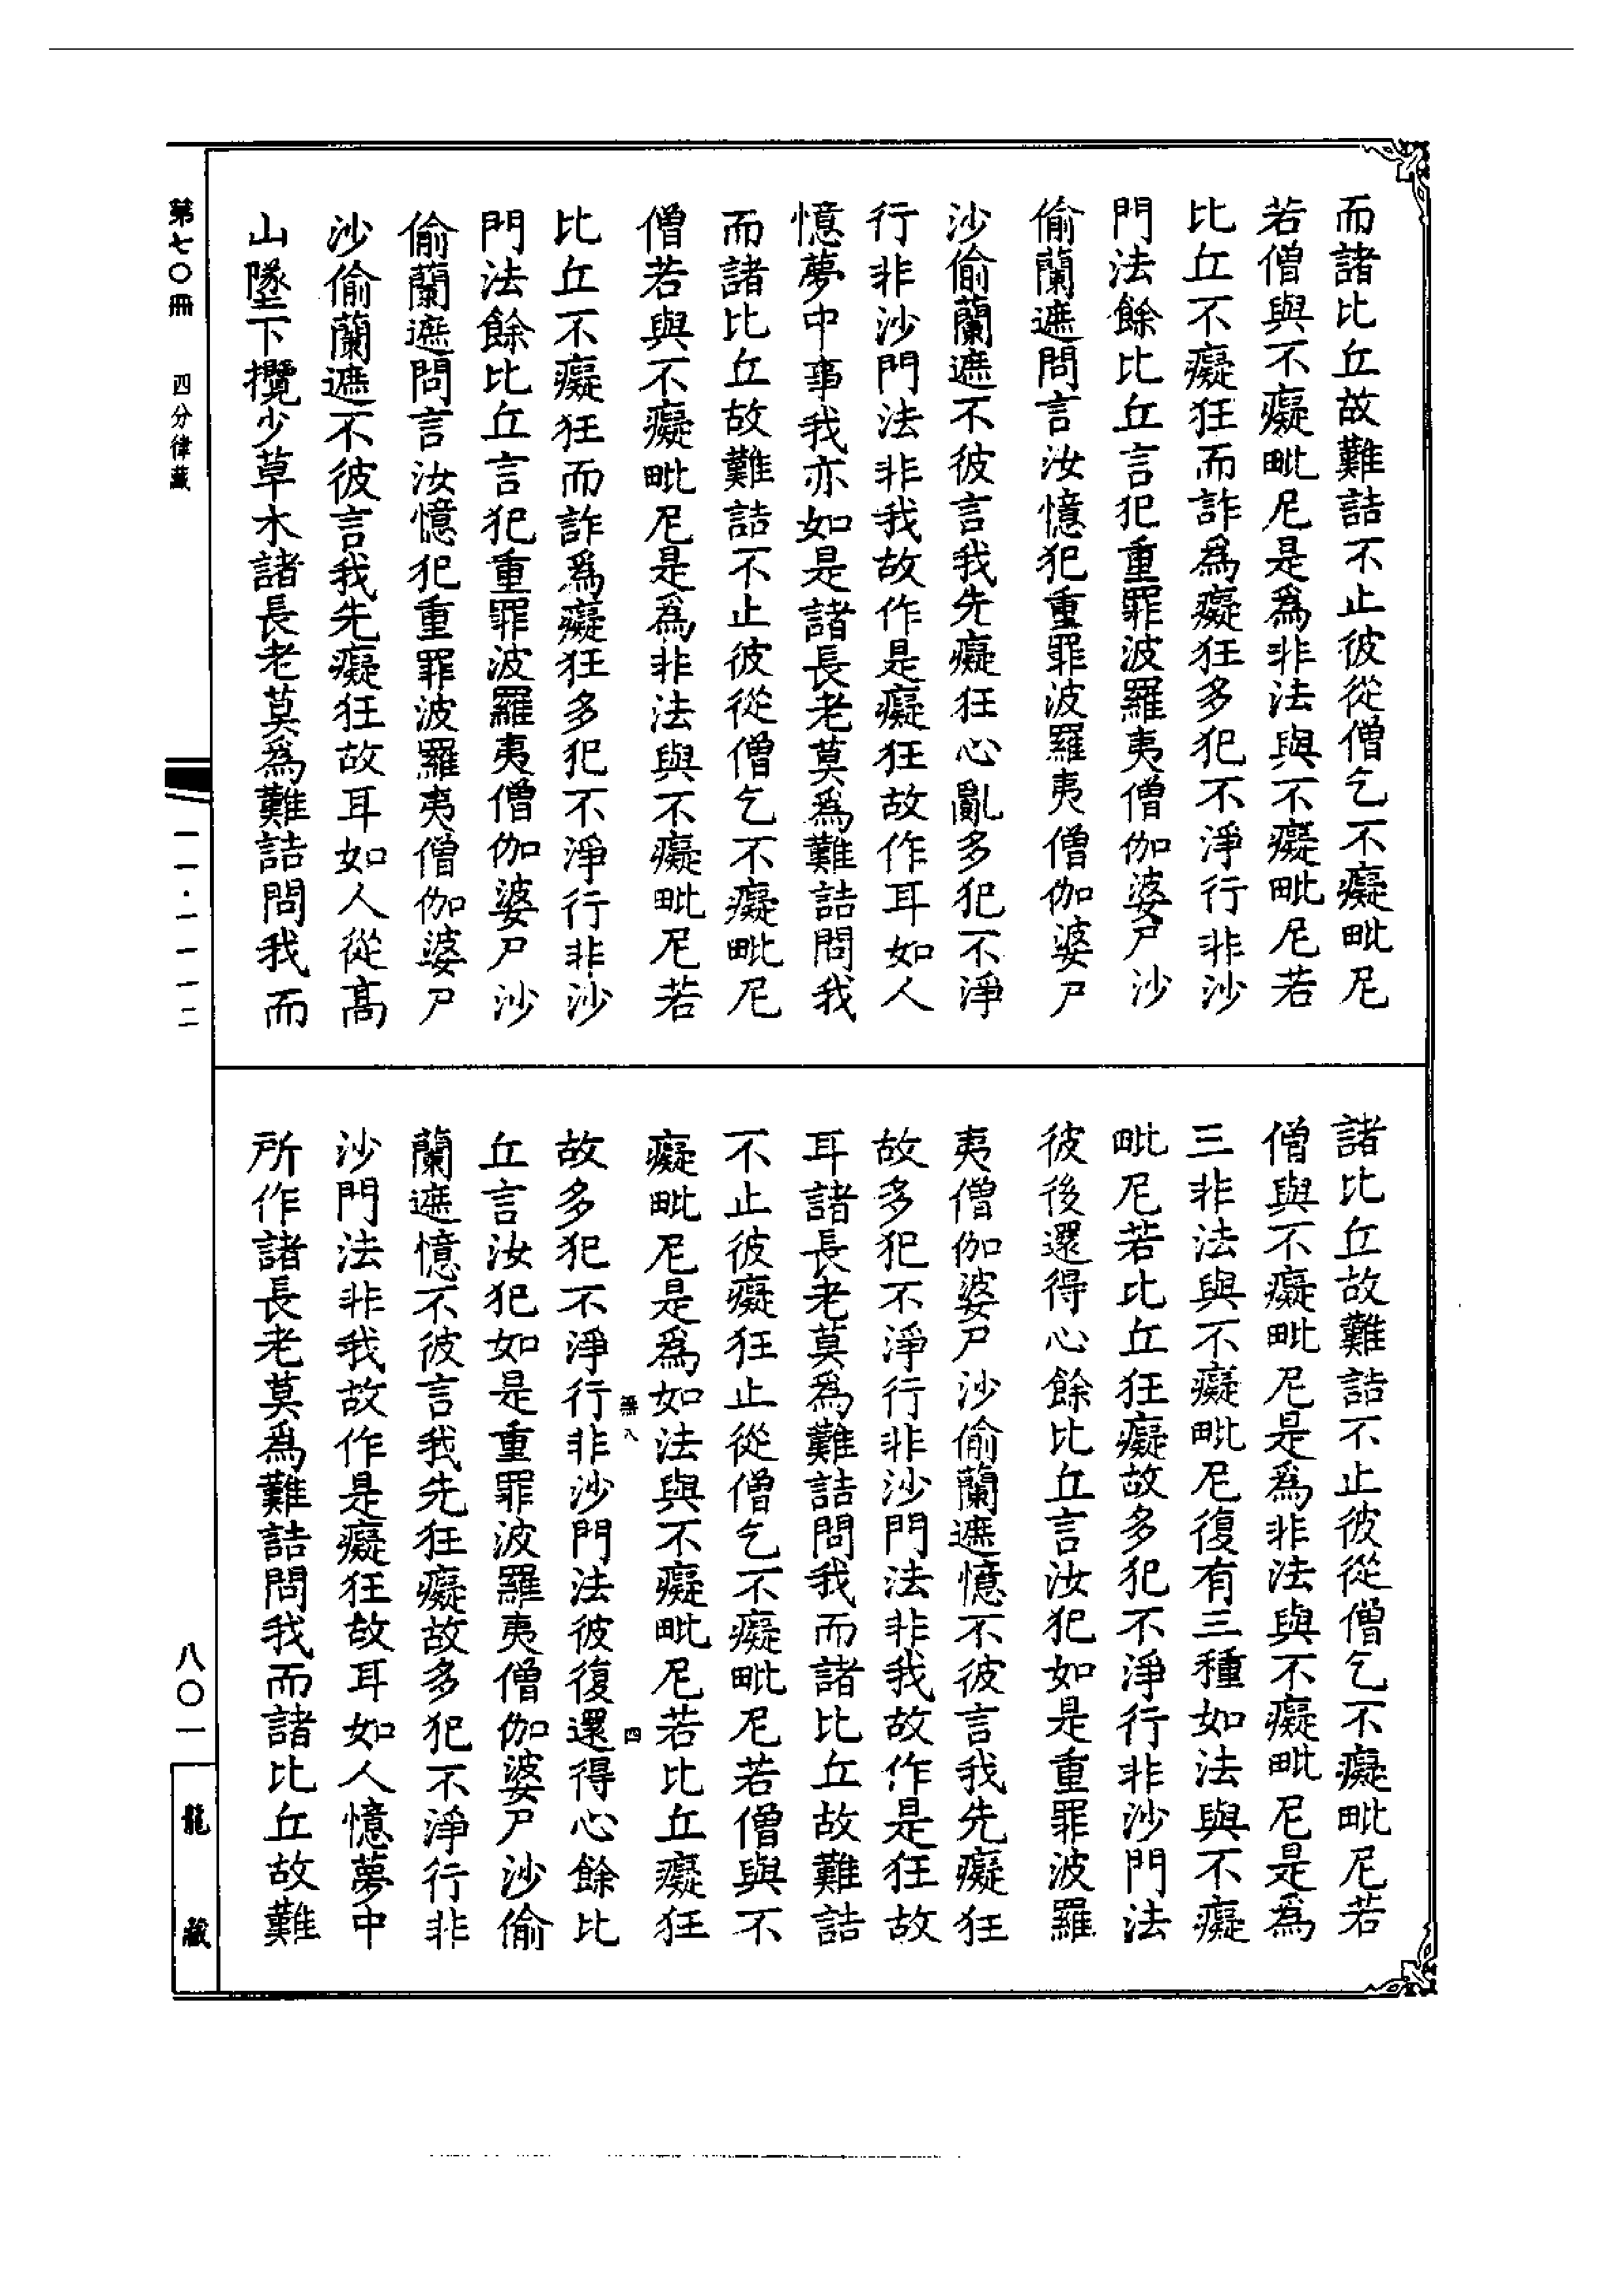 而諸比丘故難詰不止彼從僧乞不癡毗尼
若僧與不癡毗尼是爲非法與不癡毗尼若
比丘不癡狂而詐爲癡狂多犯不淨行非沙
門法餘比丘言犯重罪波羅夷僧伽婆尸沙
偷蘭遮問言汝憶犯重罪波羅夷僧伽婆尸
沙偷蘭遮不彼言我先癡狂心亂多犯不淨
行非沙門法非我故作是癡狂故作耳如人
憶夢中事我亦如是諸長老莫爲難詰問我
而諸比丘故難詰不止彼從僧乞不癡毗尼
僧若與不癡毗尼是爲非法與不癡毗尼若
比丘不癡狂而詐爲癡狂多犯不淨行非沙
門法餘比丘言犯重罪波羅夷僧伽婆尸沙
偷蘭遮問言汝憶犯重罪波羅夷僧伽婆尸
沙偷蘭遮不彼言我先癡狂故耳如人從高
山墜下攬少草木諸長老莫爲難詰問我而
諸比丘故難詰不止彼從僧乞不癡毗尼若
僧與不癡毗尼是爲非法與不癡毗尼是爲
三非法與不癡毗尼復有三種如法與不癡
毗尼若比丘狂癡故多犯不淨行非沙門法
彼後還得心餘比丘言汝犯如是重罪波羅
夷僧伽婆尸沙偷蘭遮憶不彼言我先癡狂
故多犯不淨行非沙門法非我故作是狂故
耳諸長老莫爲難詰問我而諸比丘故難詰
不止彼癡狂止從僧乞不癡毗尼若僧與不
癡毗尼是爲如法與不癡毗尼若比丘癡狂
故多犯不淨行非沙門法彼復還得心餘比
丘言汝犯如是重罪波羅夷僧伽婆尸沙偷
蘭遮憶不彼言我先狂癡故多犯不淨行非
沙門法非我故作是癡狂故耳如人憶夢中
所作諸長老莫爲難詰問我而諸比丘故難
第七〇冊 四分律藏
一一·一一一二
八〇一
龍藏